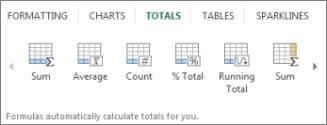 FORMATTING CHARTS TOTALS TABLES SPARKLINES
Σ % # % Σ
Sum Average Count % Total Running Total Sum
Formulas automatically calculate totals for you.